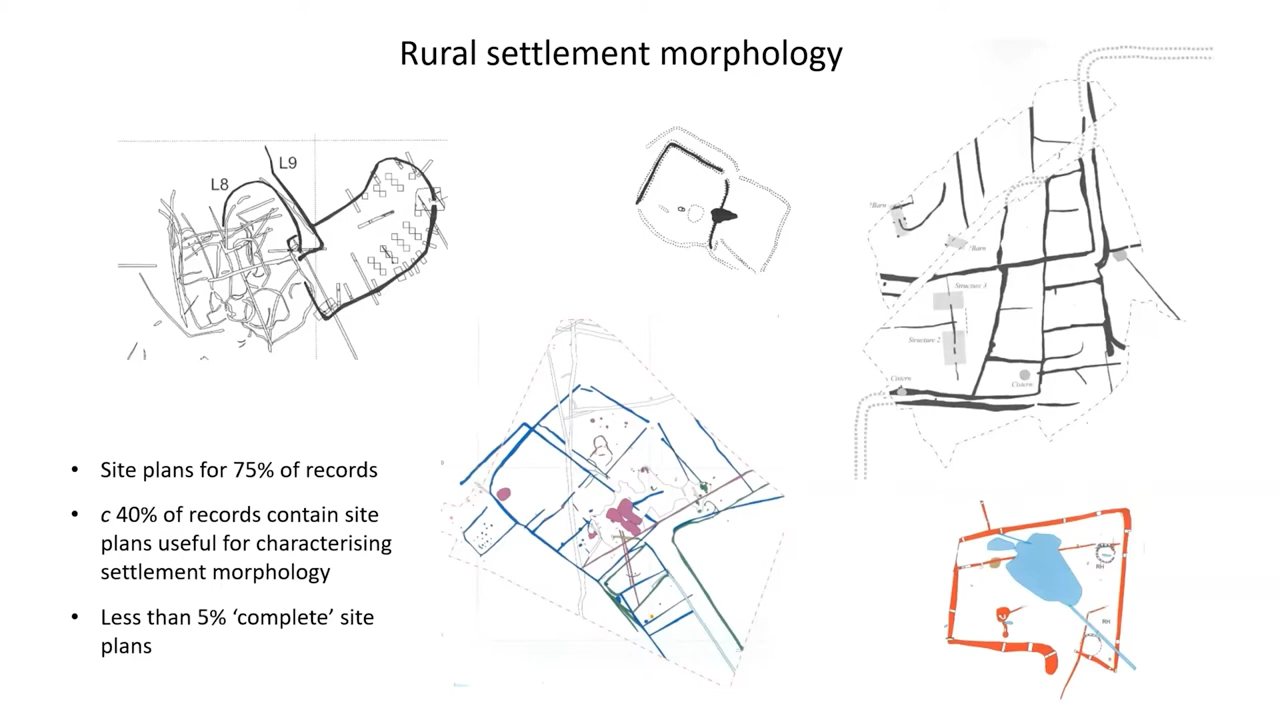 Rural settlement morphology
L9
L8
?Barn
?Barn
Structure 3
Structure 2
Cistern
Cistern
• Site plans for 75% of records
• c 40% of records contain site
plans useful for characterising
settlement morphology
• Less than 5% ‘complete’ site
plans
RH
RH